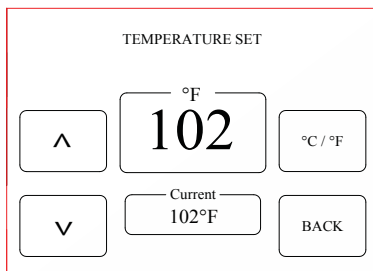 TEMPERATURE SET
°F
102
°C / °F
Current
102°F
BACK